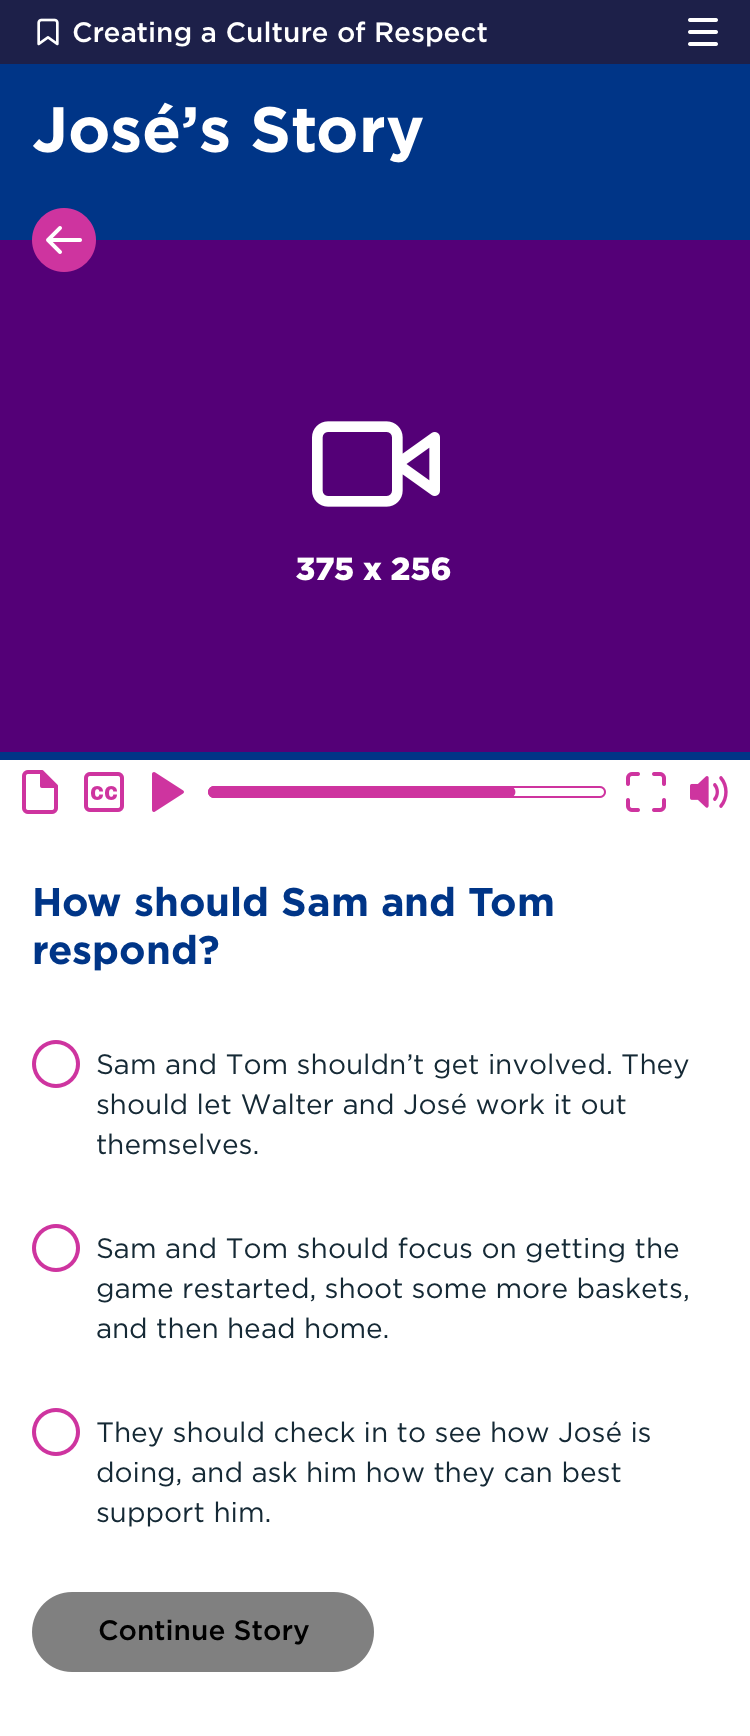 Creating a Culture of Respect
José’s Story
375 x 256
CC
How should Sam and Tom
respond?
Sam and Tom shouldn’t get involved. They
should let Walter and José work it out
themselves.
Sam and Tom should focus on getting the
game restarted, shoot some more baskets,
and then head home.
They should check in to see how José is
doing, and ask him how they can best
support him.
Continue Story